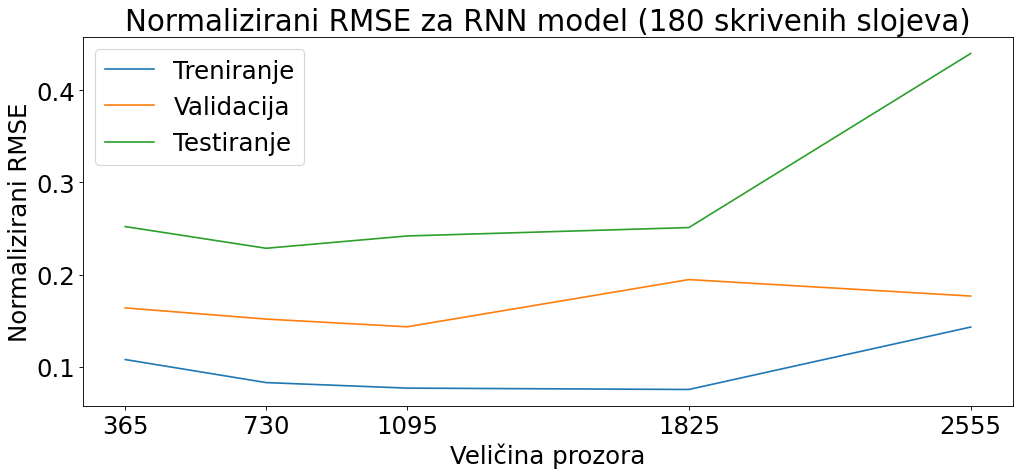 Normalizirani RMSE za RNN model (180 skrivenih slojeva)
Treniranje
Validacija
Testiranje
Normalizirani RMSE
0.4
0.3
0.2
0.1
365 730 1095 1825 2555
Veličina prozora